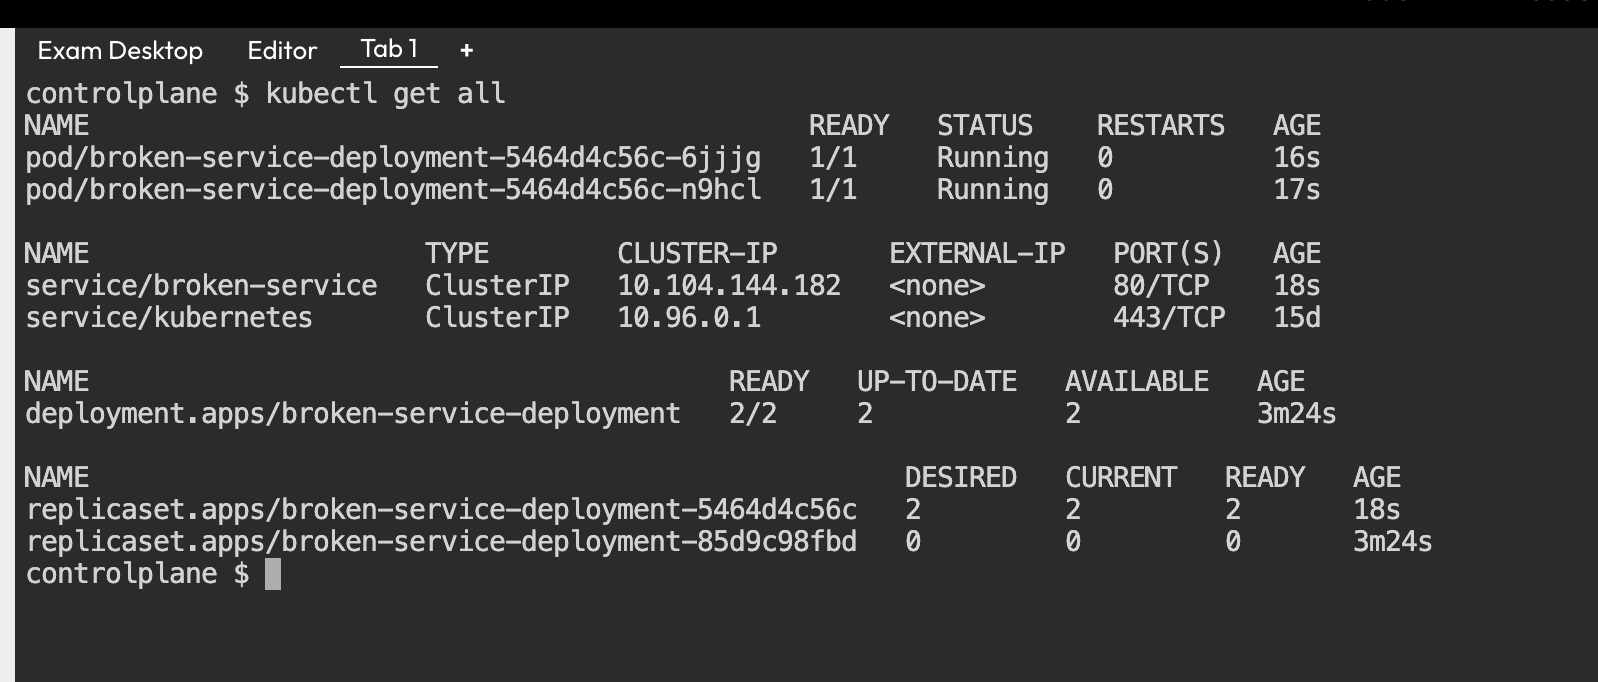 Exam Desktop Editor Tab 1 +
controlplane $ kubectl get all
NAME READY STATUS RESTARTS AGE
pod/broken-service-deployment-5464d4c56c-6jjjg 1/1 Running 0 16s
pod/broken-service-deployment-5464d4c56c-n9hcl 1/1 Running 0 17s
NAME TYPE CLUSTER-IP EXTERNAL-IP PORT(S) AGE
service/broken-service ClusterIP 10.104.144.182 <none> 80/TCP 18s
service/kubernetes ClusterIP 10.96.0.1 <none> 443/TCP 15d
NAME READY UP-TO-DATE AVAILABLE AGE
deployment.apps/broken-service-deployment 2/2 2 2 3m24s
NAME DESIRED CURRENT READY AGE
replicaset.apps/broken-service-deployment-5464d4c56c 2 2 2 18s
replicaset.apps/broken-service-deployment-85d9c98fbd 0 0 0 3m24s
controlplane $